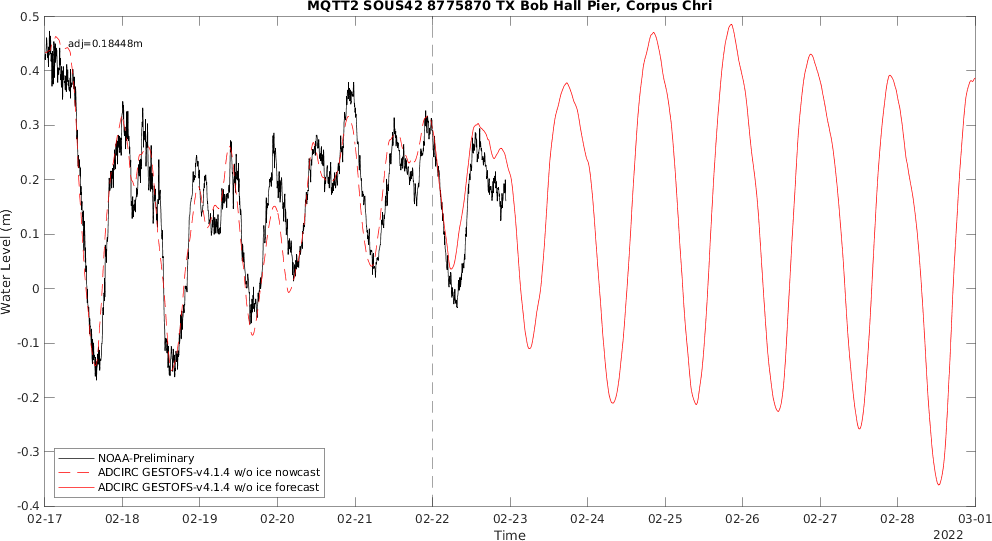 MQTT2 SOUS42 8775870 TX Bob Hall Pier, Corpus Chri
adj=0.18448m
0.5
0.4
0.3
0.2
0.1
0
-0.1
-0.2
-0.3
-0.4
Water Level (m)
NOAA-Preliminary
ADCIRC GESTOFS-v4.1.4 w/o ice nowcast
ADCIRC GESTOFS-v4.1.4 w/o ice forecast
02-17 02-18 02-19 02-20 02-21 02-22 02-23 02-24 02-25 02-26 02-27 02-28 03-01
Time
2022